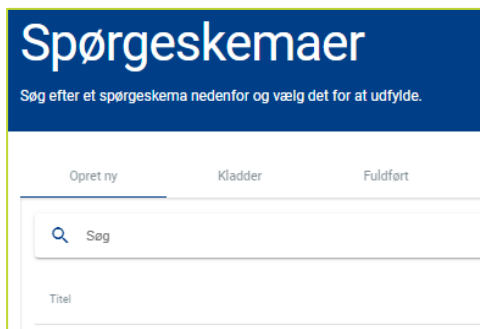 Spørgeskemaer
Søg efter et spørgeskema nedenfor og vælg det for at udfylde.
Opret ny Kladder Fuldført
Søg
Titel